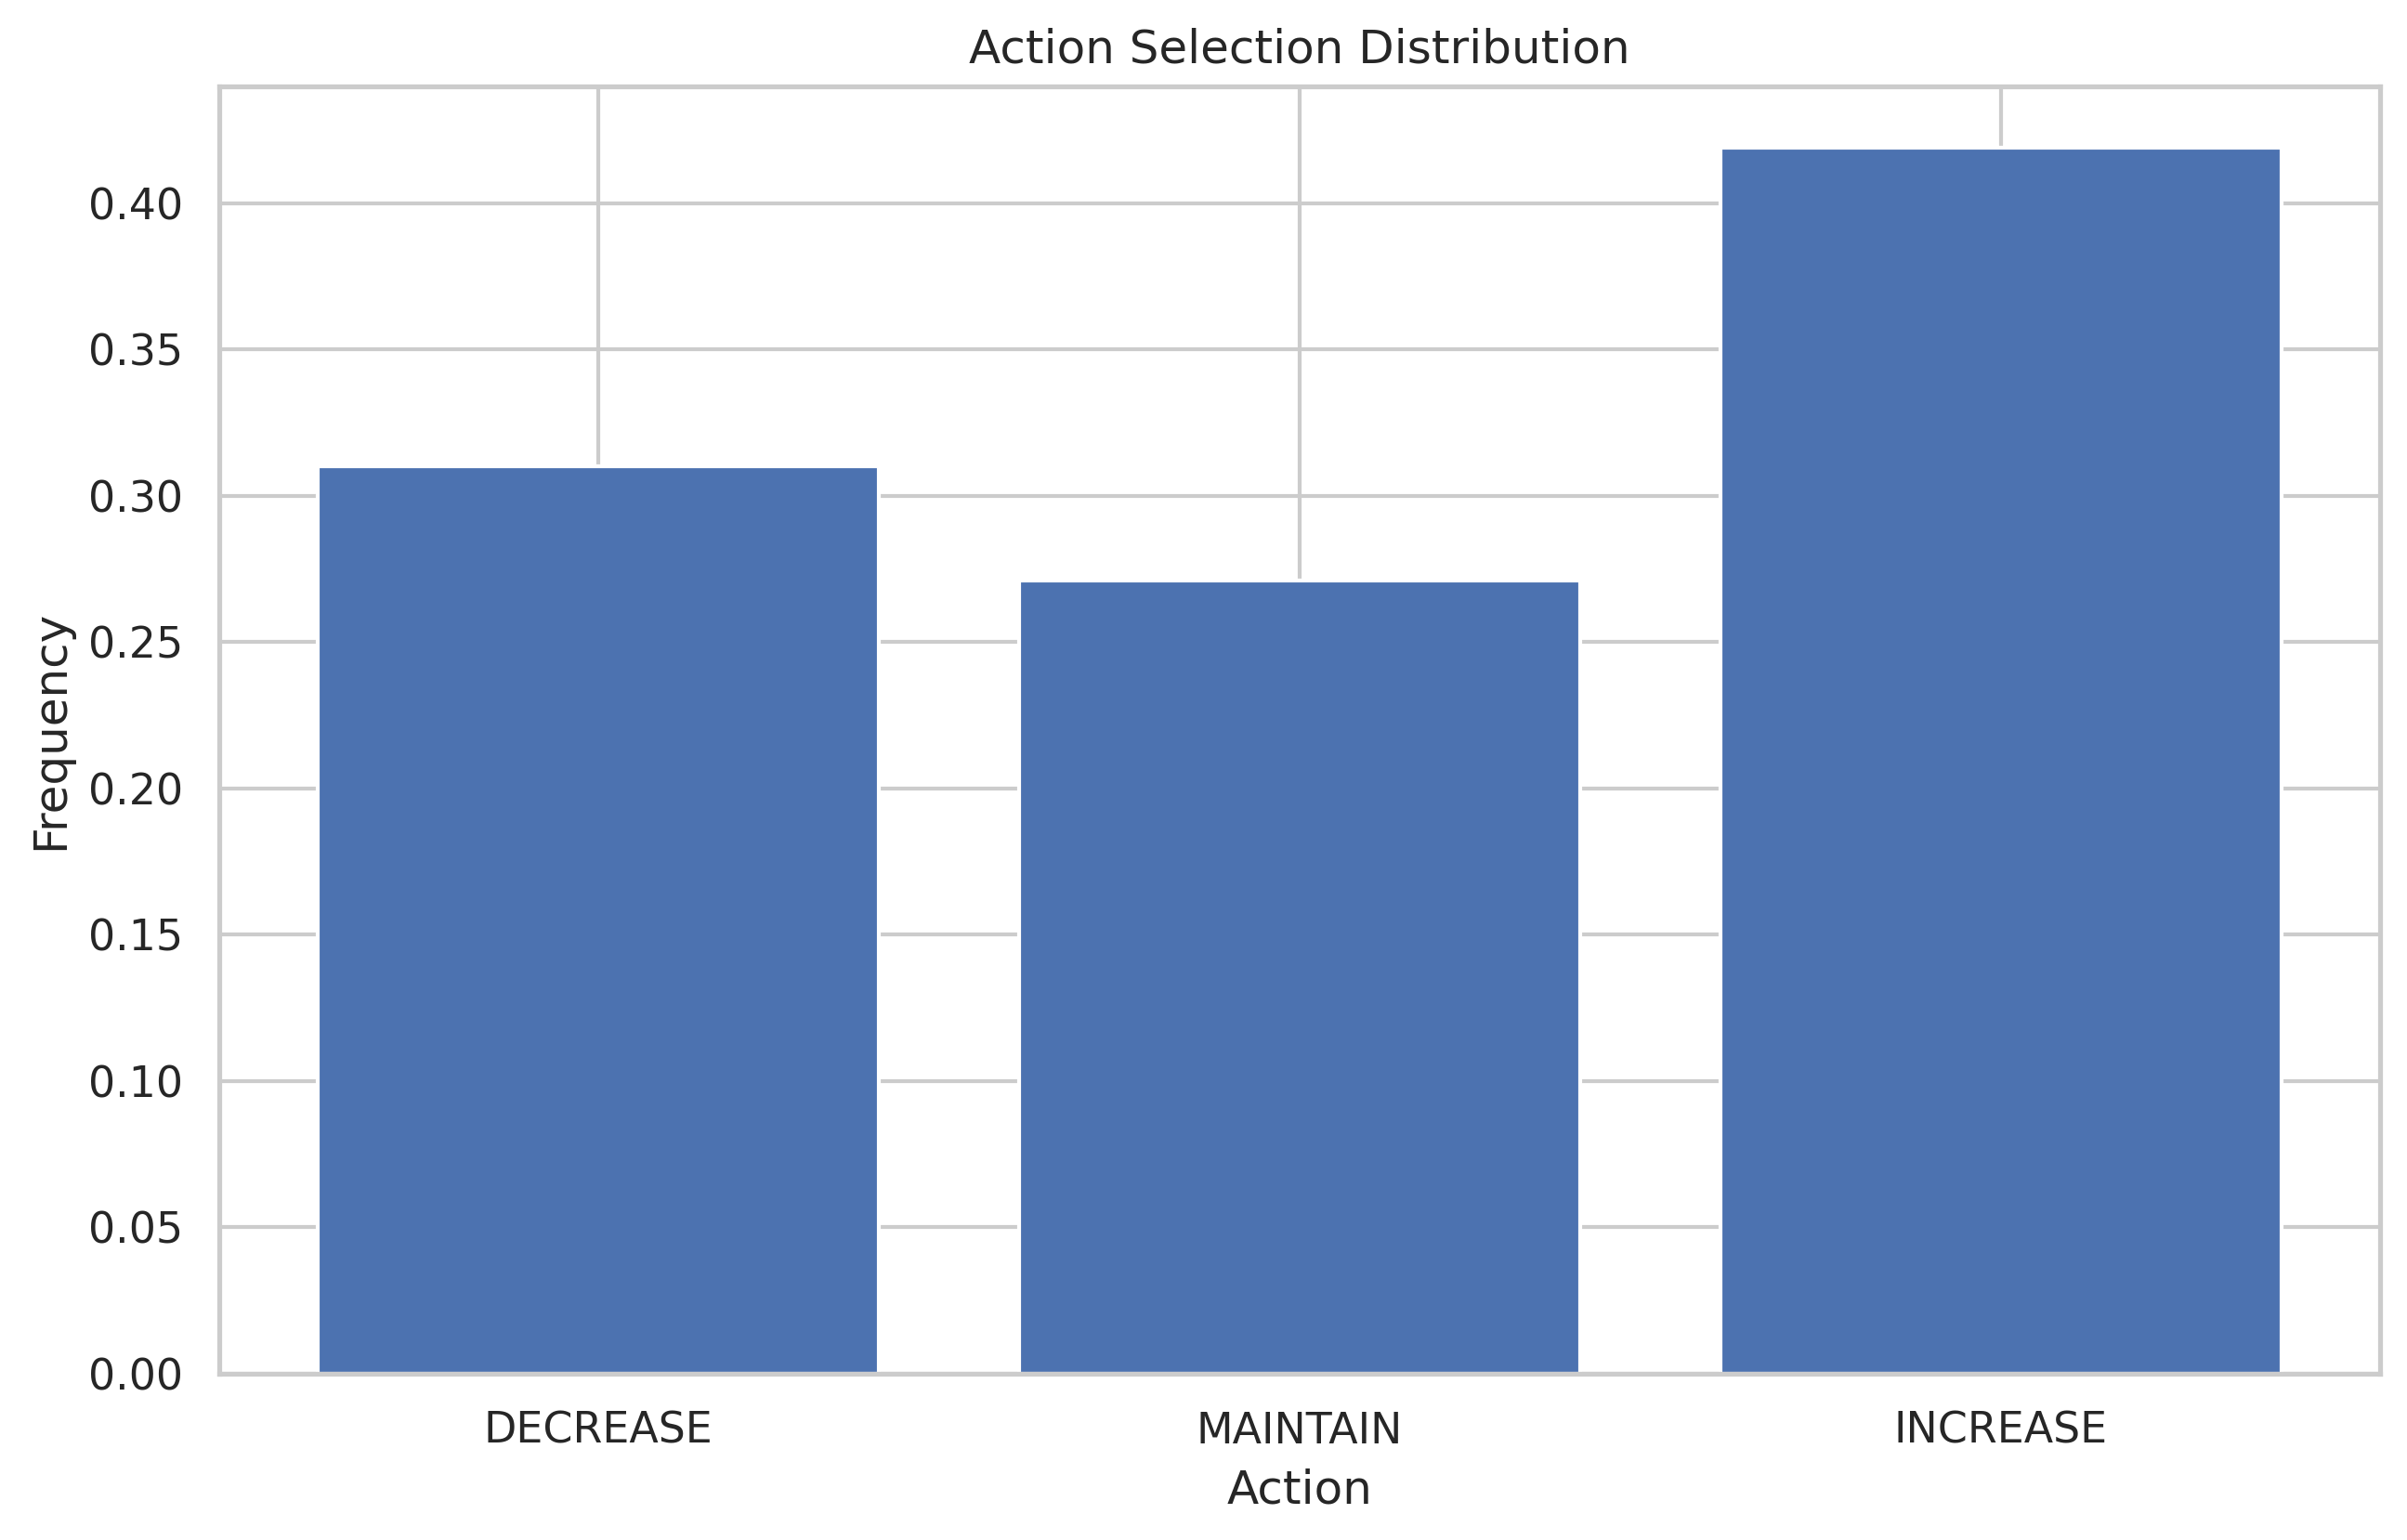 Action Selection Distribution
Frequency
0.40
0.35
0.30
0.25
0.20
0.15
0.10
0.05
0.00
DECREASE MAINTAIN INCREASE
Action